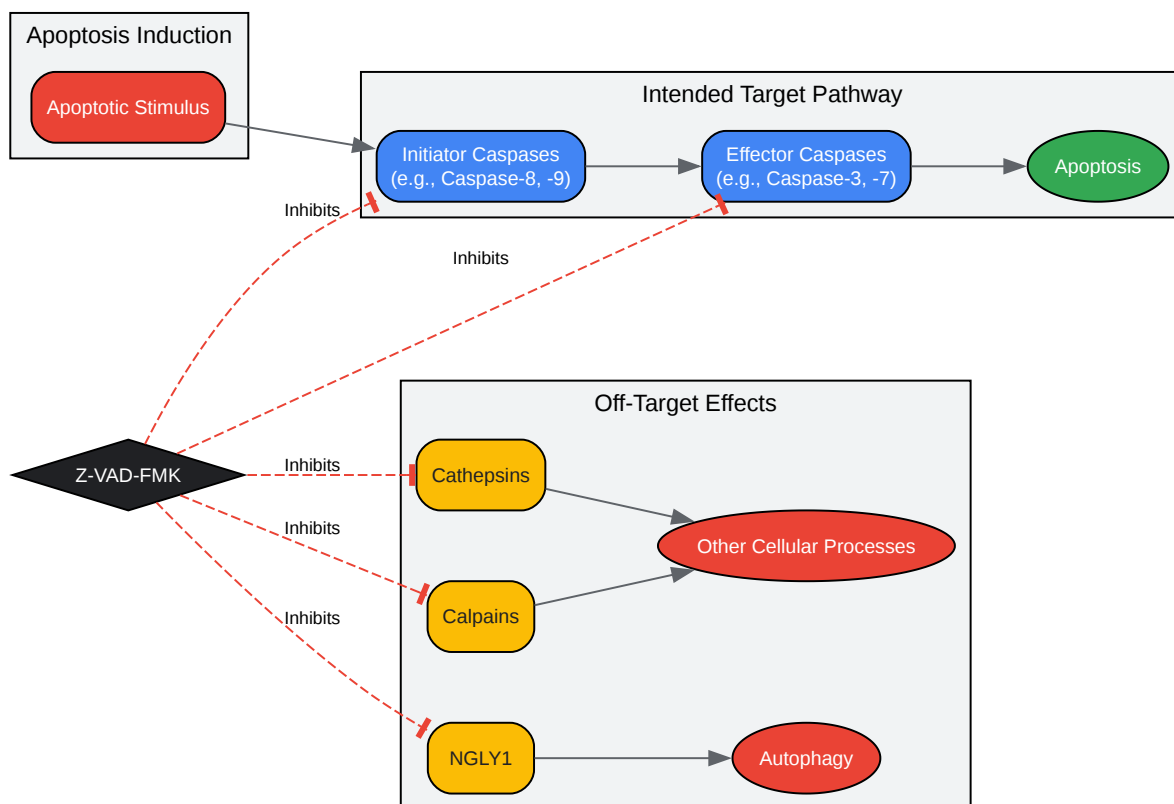 Apoptosis Induction
Apoptotic Stimulus
Intended Target Pathway
Initiator Caspases
(e.g., Caspase-8, -9)
Effector Caspases
(e.g., Caspase-3, -7)
Apoptosis
Inhibits
Inhibits
Off-Target Effects
Z-VAD-FMK
Inhibits
Cathepsins
Inhibits
Other Cellular Processes
Calpains
Inhibits
NGLY1
Autophagy